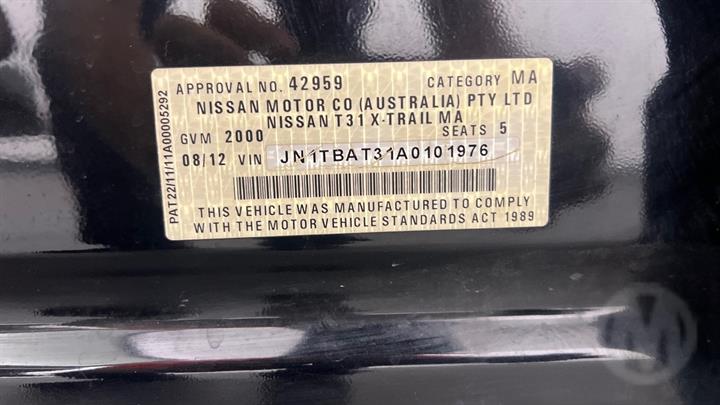 APPROVAL NO. 42959 CATEGORY MA
NISSAN MOTOR CO (AUSTRALIA) PTY LTD
NISSAN T31 X-TRAIL MA
GVM 2000 SEATS 5
08/12 VIN JN1TBAT31A0101976
THIS VEHICLE WAS MANUFACTURED TO COMPLY
WITH THE MOTOR VEHICLE STANDARDS ACT 1989
PAT22/11/11A00005292
M